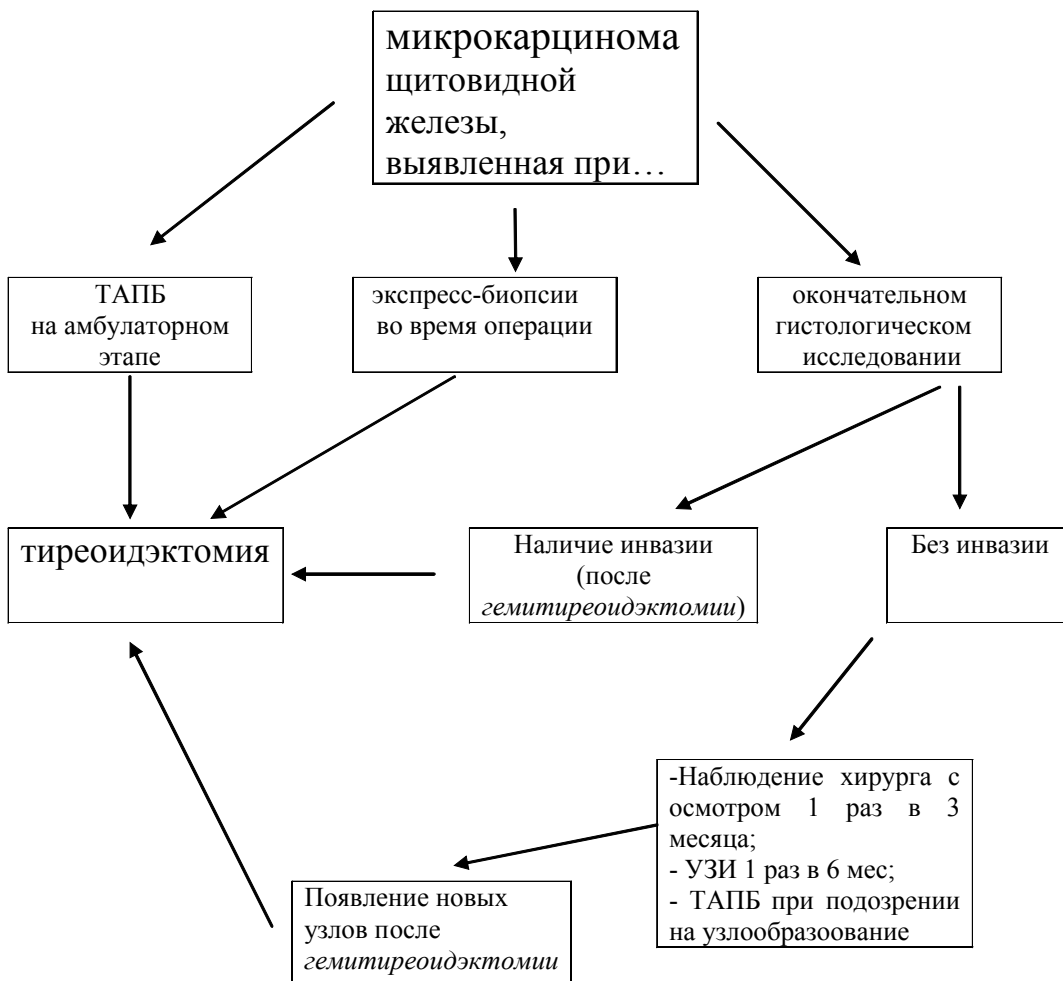 микрокарцинома
щитовидной
железы,
выявленная при…
ТАПБ
на амбулаторном
этапе
экспресс-биопсии
во время операции
окончательном
гистологическом
исследовании
тиреоидэктомия
Наличие инвазии
(после
гемитиреоидэктомии)
Без инвазии
-Наблюдение хирурга с
осмотром 1 раз в 3
месяца;
- УЗИ 1 раз в 6 мес;
- ТАПБ при подозрении
на узлообразоование
Появление новых
узлов после
гемитиреоидэктомии